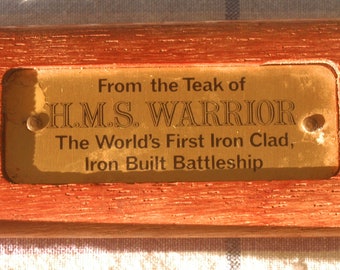 From the Teak of
H.M.S. WARRIOR
The World's First Iron Clad,
Iron Built Battleship